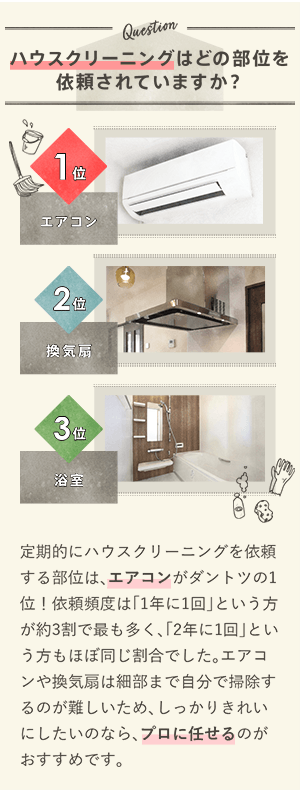 Question
ハウスクリーニングはどの部位を
依頼されていますか?
1位
エアコン
2位
換気扇
3位
浴室
定期的にハウスクリーニングを依頼
する部位は、エアコンがダントツの1
位！依頼頻度は「1年に1回」という方
が約3割で最も多く、「2年に1回」とい
う方もほぼ同じ割合でした。エアコ
ンや換気扇は細部まで自分で掃除す
るのが難しいため、しっかりきれい
にしたいのなら、プロに任せるのが
おすすめです。